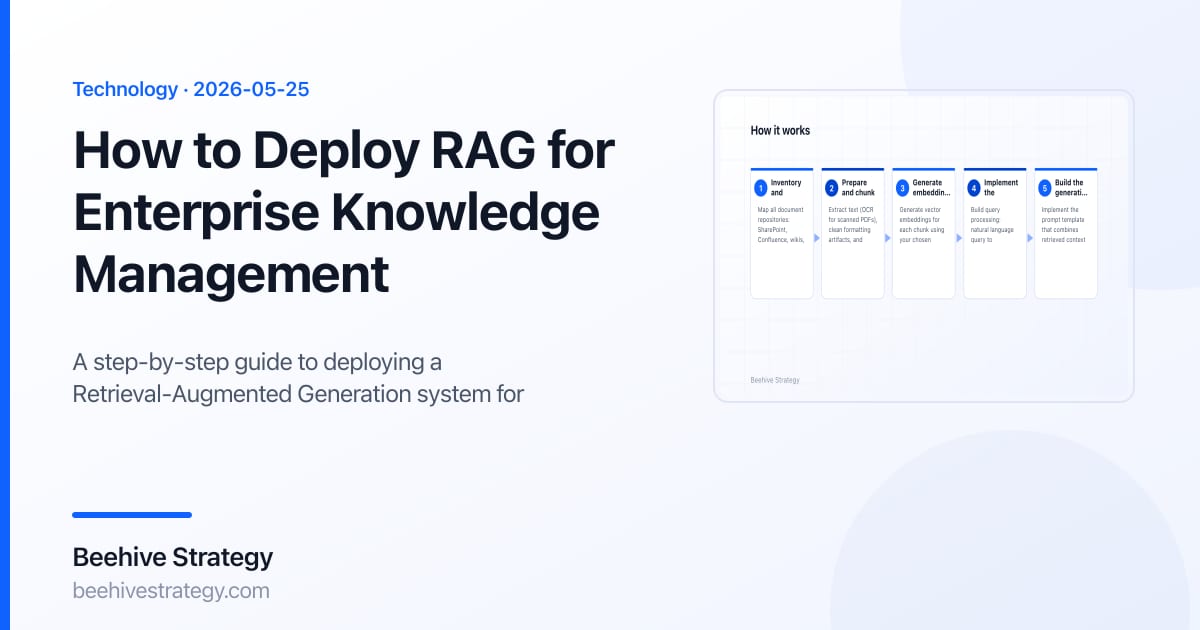 Technology · 2026-05-25
How to Deploy RAG for
Enterprise Knowledge
Management
A step-by-step guide to deploying a
Retrieval-Augmented Generation system for
Beehive Strategy
beehivestrategy.com
How it works
1 Inventory and
Map all document
repositories:
SharePoint,
Confluence, wikis,
2 Prepare and chunk
Extract text (OCR
for scanned PDFs),
clean formatting
artifacts, and
3 Generate embeddin...
Generate vector
embeddings for
each chunk using
your chosen
4 Implement the
Build query
processing:
natural language
query to
5 Build the generati...
Implement the
prompt template
that combines
retrieved context
Beehive Strategy